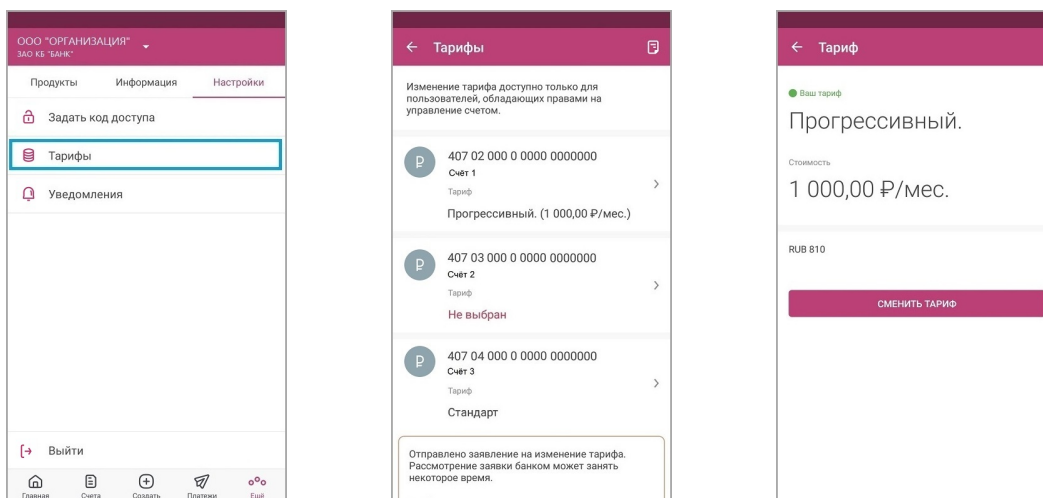 ООО "ОРГАНИЗАЦИЯ"
ЗАО КБ "БАНК"
Продукты Информация Настройки
Задать код доступа
Тарифы
Уведомления
Выйти
Главная Счета Создать Платежи Ещё
Тарифы
Изменение тарифа доступно только для
пользователей, обладающих правами на
управление счетом.
407 02 000 0 0000 0000000
Счёт 1
Тариф
Прогрессивный. (1 000,00 ₽/мес.)
407 03 000 0 0000 0000000
Счёт 2
Тариф
Не выбран
407 04 000 0 0000 0000000
Счёт 3
Тариф
Стандарт
Отправлено заявление на изменение тарифа.
Рассмотрение заявки банком может занять
некоторое время.
Тариф
Ваш тариф
Прогрессивный.
Стоимость
1 000,00 ₽/мес.
RUB 810
СМЕНИТЬ ТАРИФ